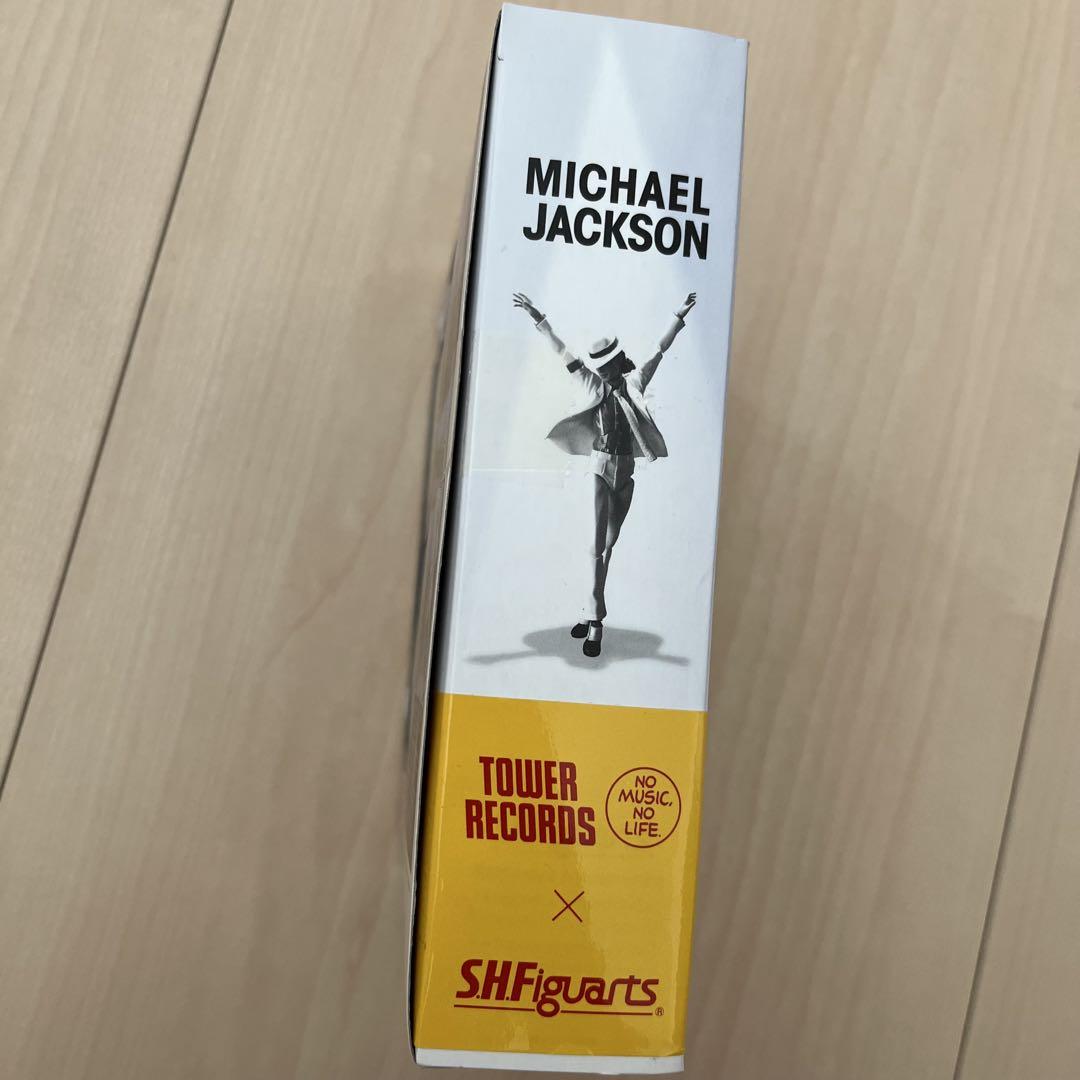 MICHAEL
JACKSON
TOWER
RECORDS
NO
MUSIC,
NO
LIFE.
×
S.H.Figuarts®